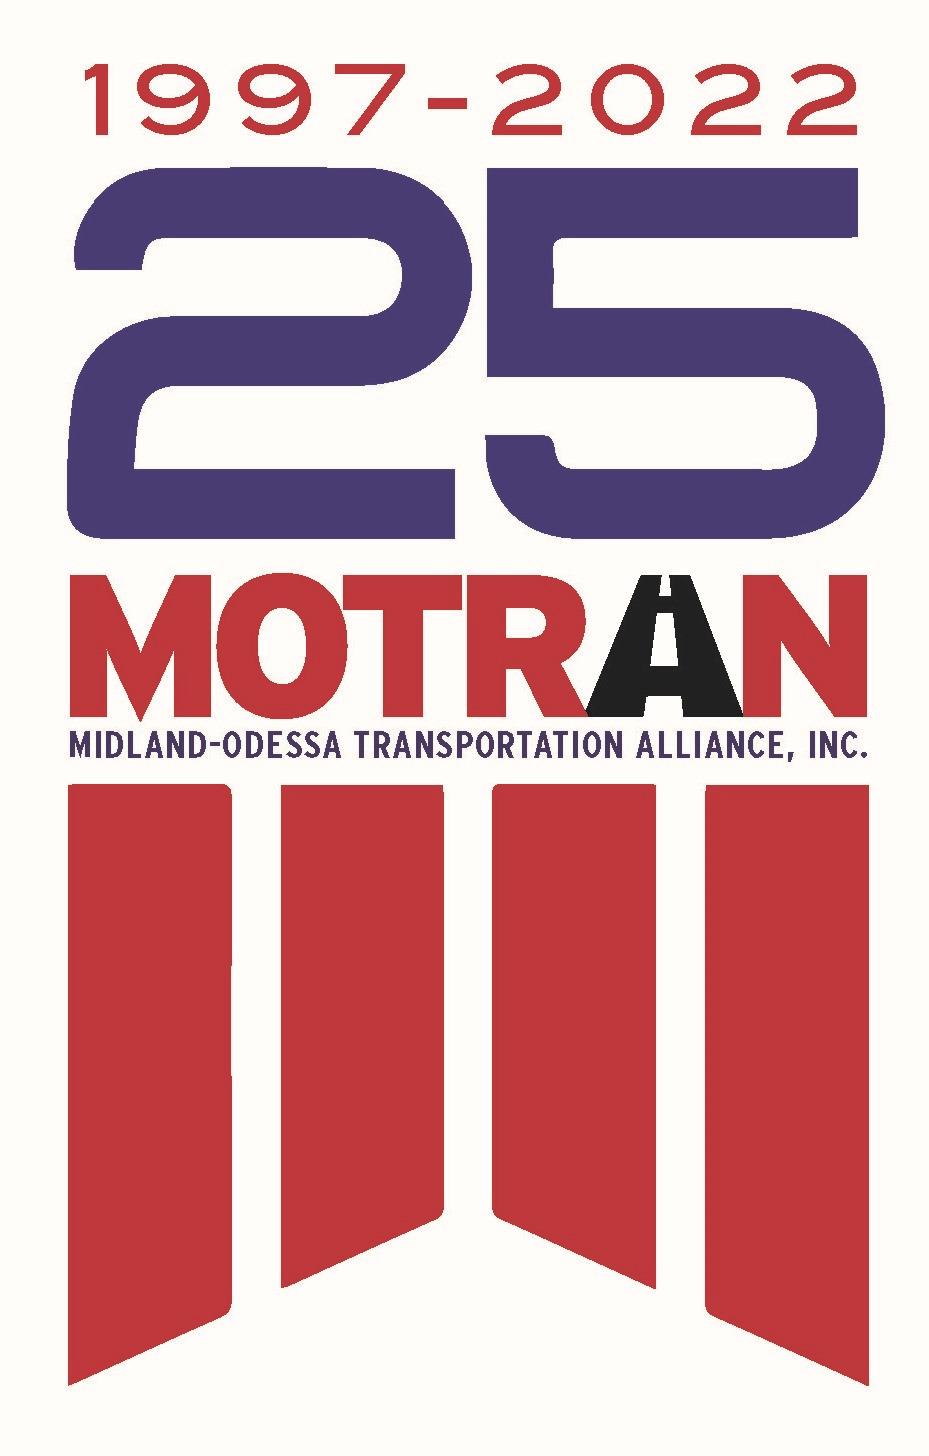 1997-2022
25
MOTRAN
MIDLAND-ODESSA TRANSPORTATION ALLIANCE, INC.